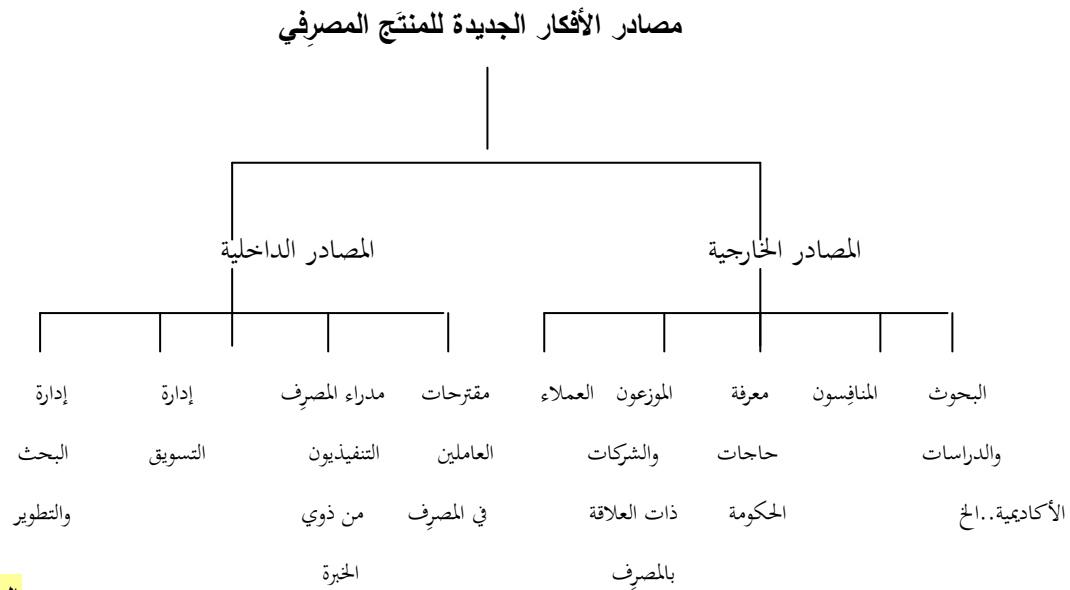 مصادر الأفكار الجديدة للمنتَج المصرِفي
المصادر الخارجية
المصادر الداخلية
البحوث
والدراسات
الأكاديمية..الخ
المنافِسون
معرفة
حاجات
الحكومة
الموزعون
والشركات
ذات العلاقة
بالمصرِف
العملاء
مقترحات
العاملين
في المصرِف
مدراء المصرِف
التنفيذيون
من ذوي
الخبرة
إدارة
التسويق
إدارة
البحث
والتطوير